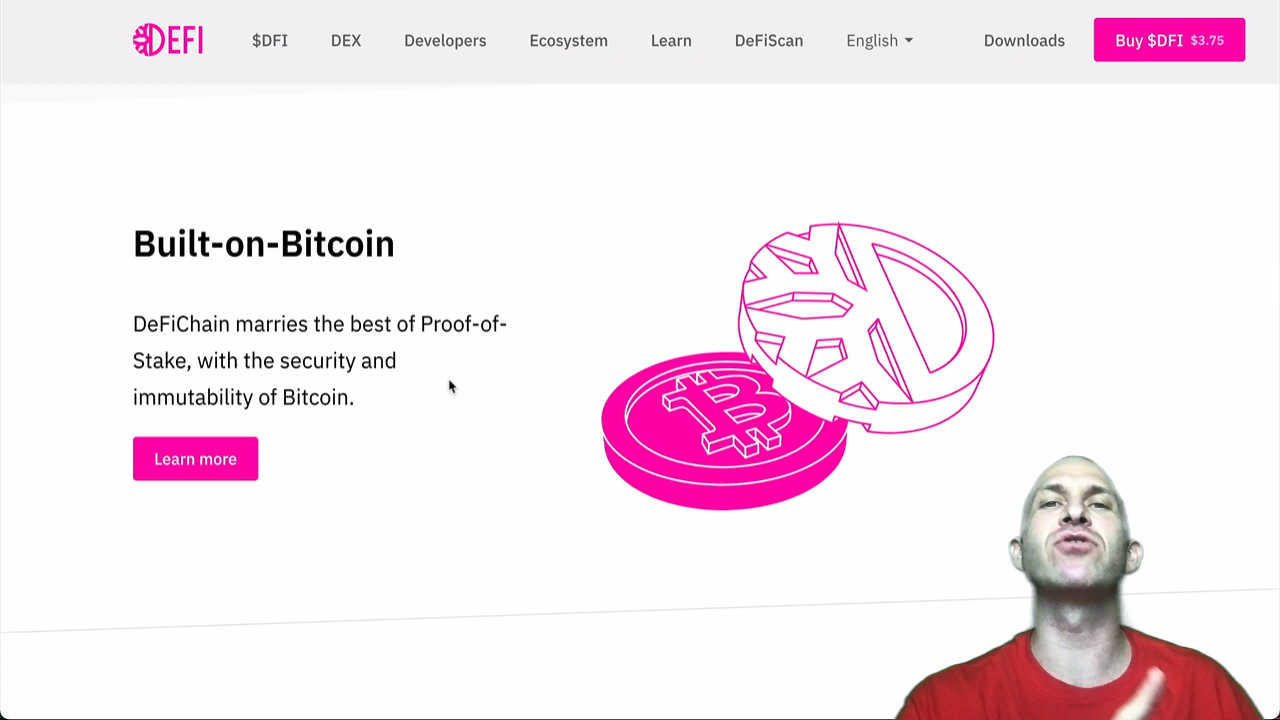 DEFI
$DFI
DEX
Developers
Ecosystem
Learn
DeFiScan
English
Downloads
Buy $DFI $3.75
Built-on-Bitcoin
DeFiChain marries the best of Proof-of-
Stake, with the security and
immutability of Bitcoin.
Learn more